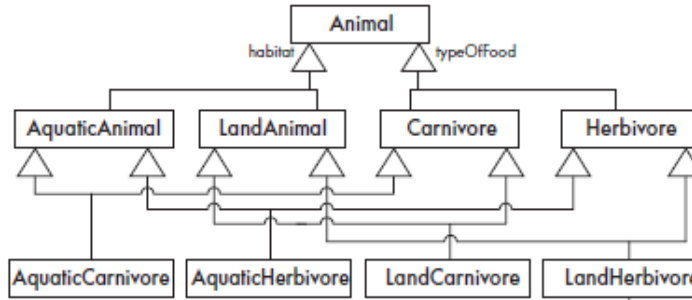 Animal
habitat
typeOfFood
AquaticAnimal
LandAnimal
Carnivore
Herbivore
AquaticCarnivore
AquaticHerbivore
LandCarnivore
LandHerbivore